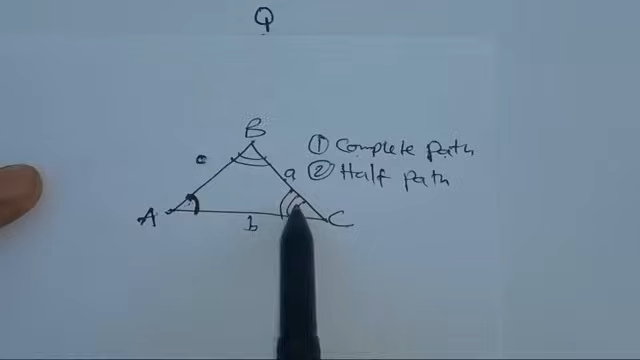 Q
B
① Complete path
c a
② Half path
A b C